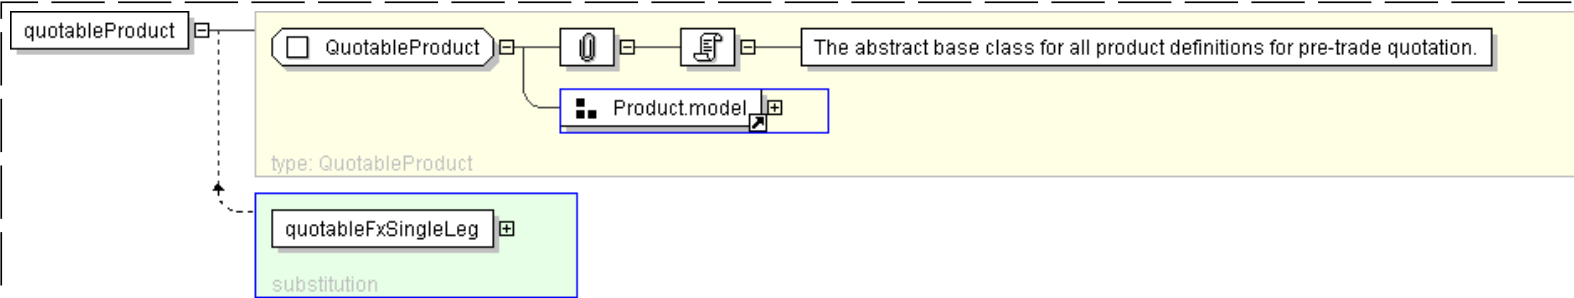 quotableProduct
QuotableProduct
The abstract base class for all product definitions for pre-trade quotation.
Product.model
type: QuotableProduct
quotableFxSingleLeg
substitution